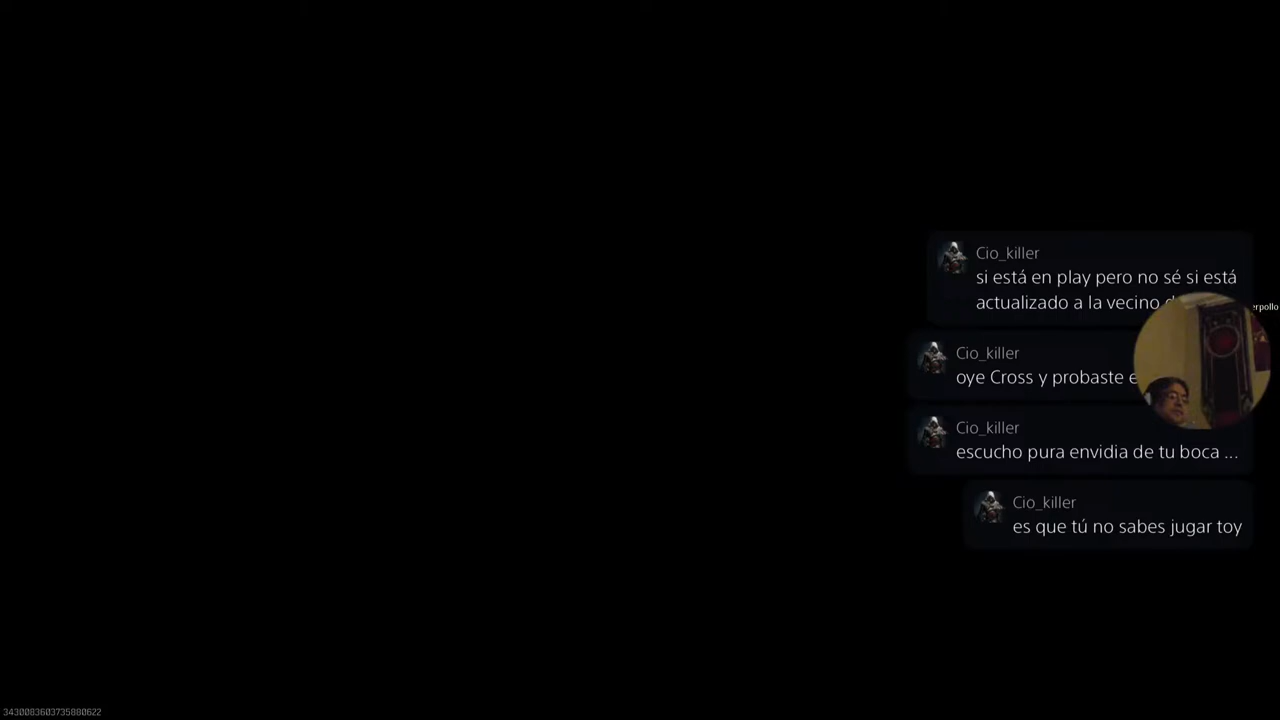 Cio_killer
si está en play pero no sé si está
actualizado a la vecino
erpollo
Cio_killer
oye Cross y probaste
Cio_killer
escucho pura envidia de tu boca ...
Cio_killer
es que tú no sabes jugar toy
3430083603735880622